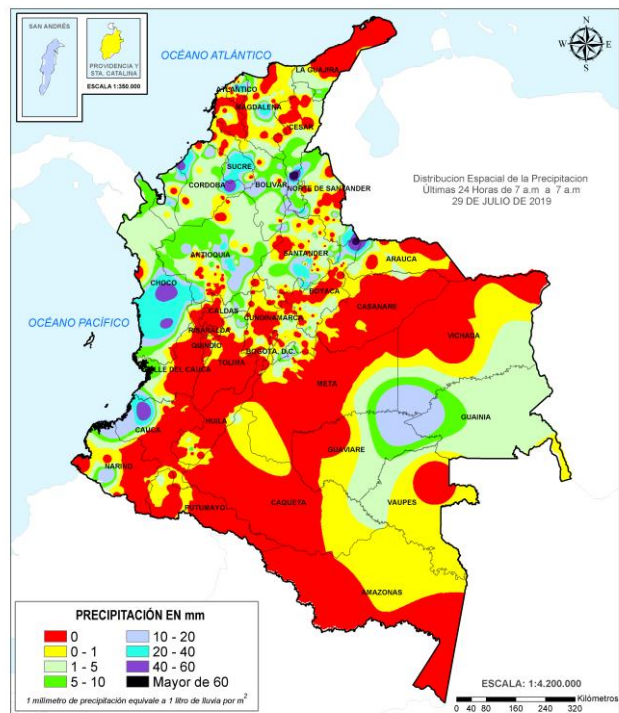 SAN ANDRÉS
PROVIDENCIA Y
STA. CATALINA
ESCALA 1:350.000
OCÉANO ATLÁNTICO
N
W
E
S
LA GUAJIRA
ATLÁNTICO
MAGDALENA
CESAR
SUCRE
CORDOBA
BOLIVAR
NORTE DE SANTANDER
Distribucion Espacial de la Precipitacion
Últimas 24 Horas de 7 a.m a 7 a.m
29 DE JULIO DE 2019
ANTIOQUIA
SANTANDER
ARAUCA
CHOCO
BOYACA
CASANARE
CALDAS
CUNDINAMARCA
OCÉANO PACÍFICO
RISARALDA
VICHADA
QUINDIO
BOGOTA, D.C.
TOLIMA
VALLE DEL CAUCA
META
GUAINIA
CAUCA
HUILA
GUAVIARE
NARIÑO
CAQUETA
VAUPES
PUTUMAYO
AMAZONAS
PRECIPITACIÓN EN mm
0
0 - 1
1 - 5
5 - 10
10 - 20
20 - 40
40 - 60
Mayor de 60
1 milimetro de precipitación equivale a 1 litro de lluvia por m²
ESCALA: 1:4.200.000
Kilómetros
0 40 80 160 240 320